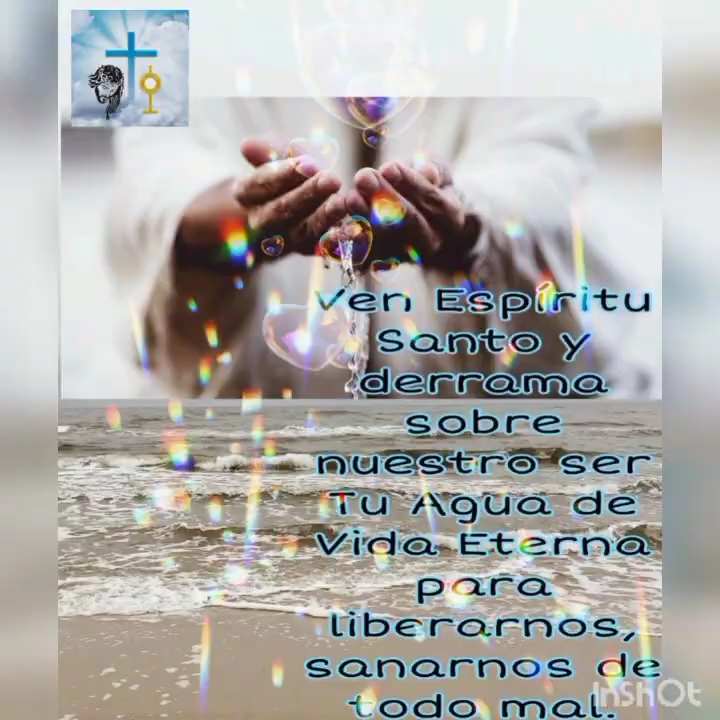 Ven Espíritu
Santo y
derrama
sobre
nuestro ser
Tu Agua de
Vida Eterna
para
liberarnos,
sanarnos de
todo mal.
InShOt